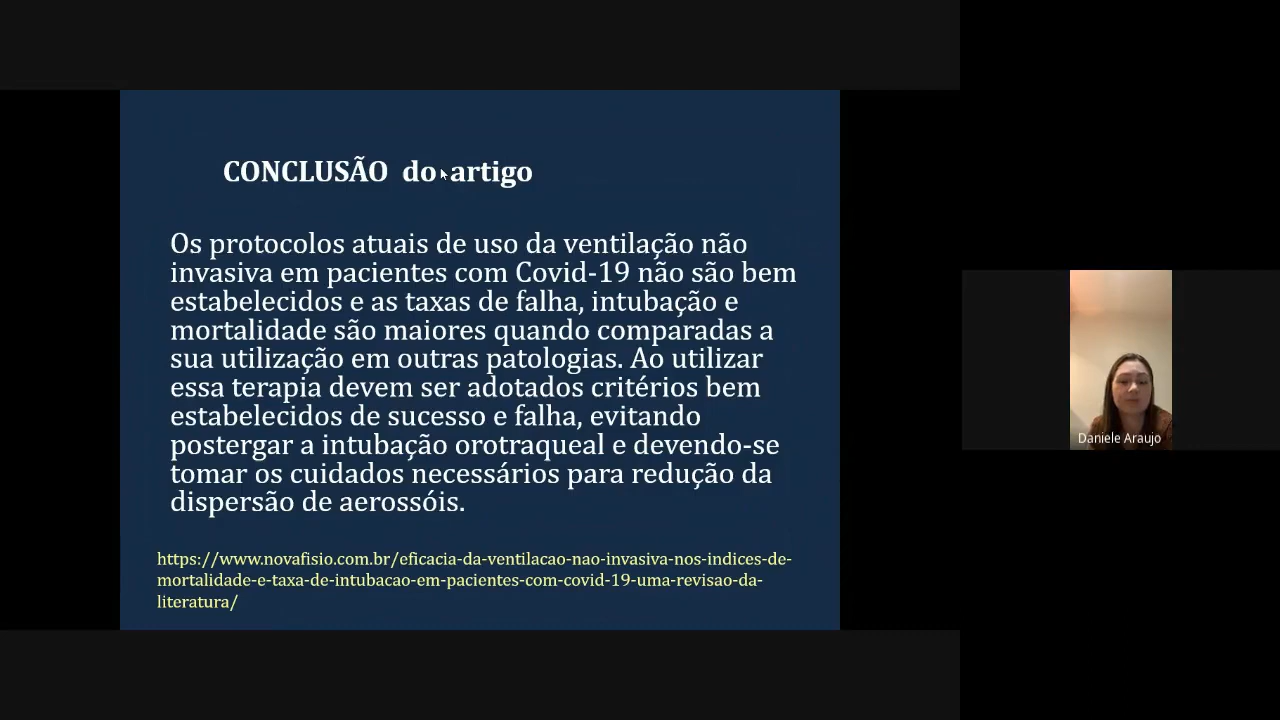 CONCLUSÃO do artigo
Os protocolos atuais de uso da ventilação não
invasiva em pacientes com Covid-19 não são bem
estabelecidos e as taxas de falha, intubação e
mortalidade são maiores quando comparadas a
sua utilização em outras patologias. Ao utilizar
essa terapia devem ser adotados critérios bem
estabelecidos de sucesso e falha, evitando
postergar a intubação orotraqueal e devendo-se
tomar os cuidados necessários para redução da
dispersão de aerossóis.
https://www.novafisio.com.br/eficacia-da-ventilacao-nao-invasiva-nos-indices-de-
mortalidade-e-taxa-de-intubacao-em-pacientes-com-covid-19-uma-revisao-da-
literatura/
Daniele Araujo